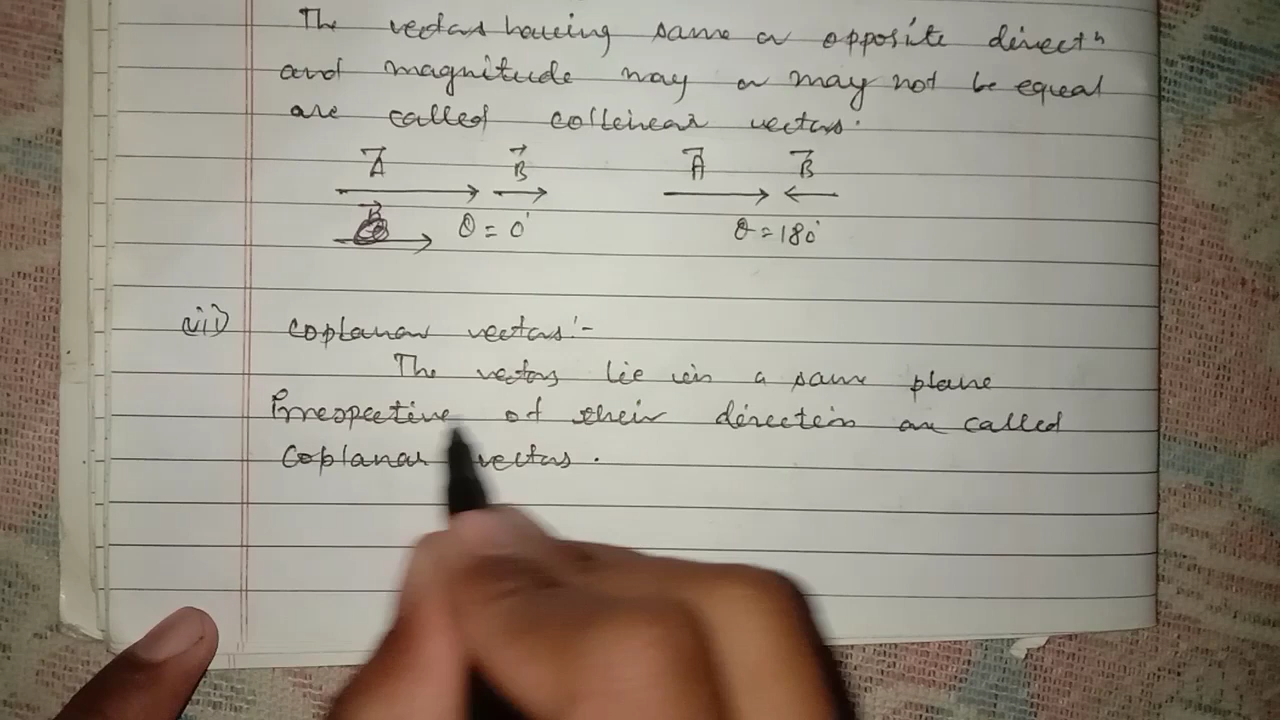 The vectors having same or opposite directn
and magnitude may or may not be equal
are called collinear vectors.
A B A B
B θ = 0° θ = 180°
(vii) coplanar vectors:-
The vectors lie in a same plane
irrespective of their direction are called
coplanar vectors.